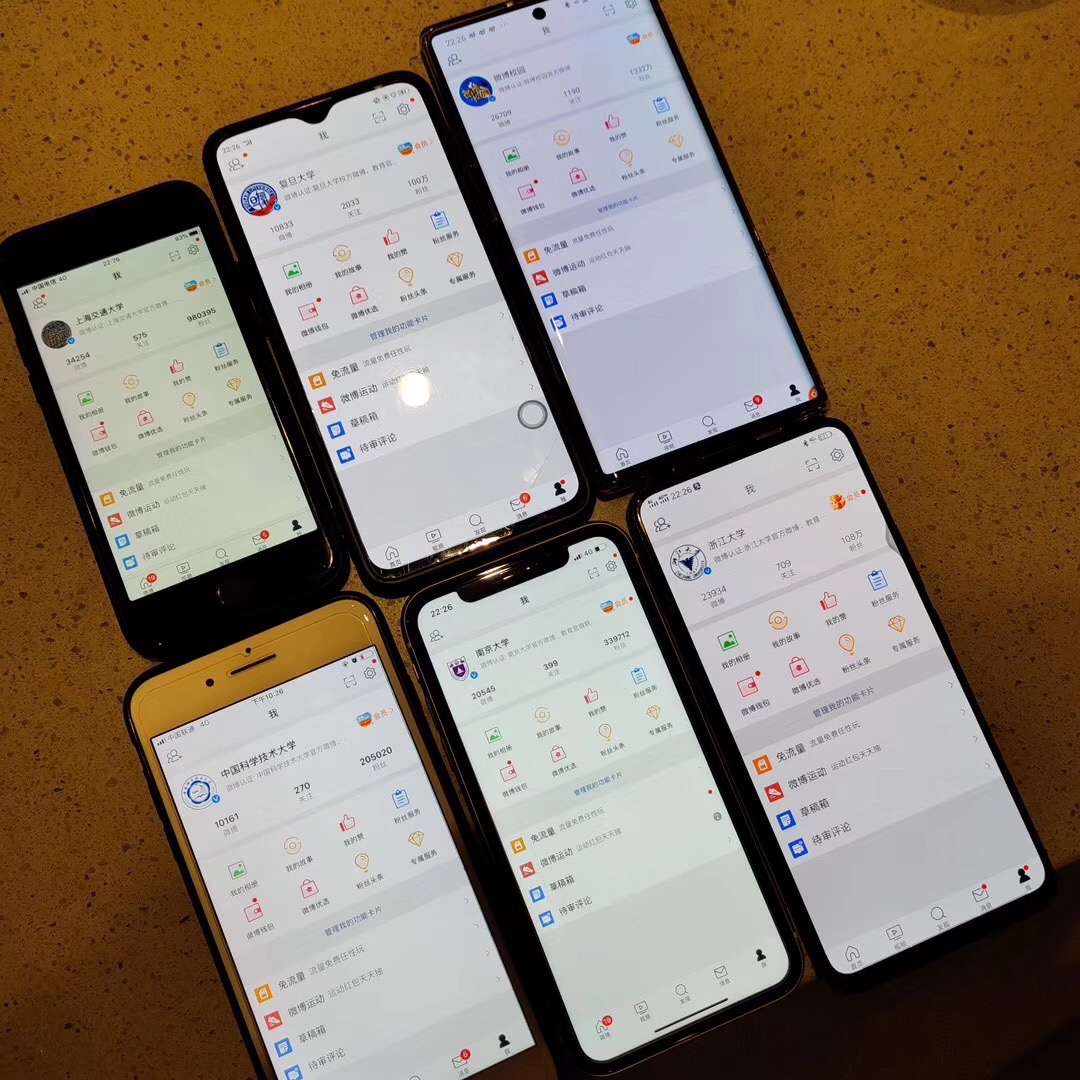 中国电信 4G
22:26
93%
我
上海交通大学
会员
微博认证: 上海交通大学官方微博、
34254
575
980395
微博
关注
粉丝
我的相册
我的故事
我的赞
粉丝服务
微博钱包
微博优选
粉丝头条
专属服务
管理我的功能卡片
免流量 流量免费任性玩
微博运动 运动红包天天抽
草稿箱
待审评论
19
5
微博
视频
发现
消息
我
22:26
我
复旦大学
会员
微博认证:复旦大学校方微博、教育官...
10833
2033
100万
微博
关注
粉丝
我的相册
我的故事
我的赞
粉丝服务
微博钱包
微博优选
粉丝头条
专属服务
管理我的功能卡片
免流量 流量免费任性玩
微博运动 运动红包天天抽
草稿箱
待审评论
6
首页
视频
发现
消息
我
22:26
我
微博校园
会员
微博认证:微博校园官方微博
26709
1190
1332万
微博
关注
粉丝
我的相册
我的故事
我的赞
粉丝服务
微博钱包
微博优选
粉丝头条
专属服务
管理我的功能卡片
免流量 流量免费任性玩
微博运动 运动红包天天抽
草稿箱
待审评论
9
首页
视频
发现
消息
我
中国联通 4G
下午10:26
我
中国科学技术大学
会员
微博认证: 中国科学技术大学官方微博、
10161
270
205020
微博
关注
粉丝
我的相册
我的故事
我的赞
粉丝服务
微博钱包
微博优选
粉丝头条
专属服务
管理我的功能卡片
免流量 流量免费任性玩
微博运动 运动红包天天抽
草稿箱
待审评论
6
消息
我
22:26
4G
我
南京大学
会员
微博认证: 南京大学官方微博、教育官微联...
20545
399
339712
微博
关注
粉丝
我的相册
我的故事
我的赞
粉丝服务
微博钱包
微博优选
粉丝头条
专属服务
管理我的功能卡片
免流量 流量免费任性玩
微博运动 运动红包天天抽
草稿箱
待审评论
19
微博
视频
发现
消息
我
22:26
我
浙江大学
会员
微博认证:浙江大学官方微博、教育...
23934
709
108万
微博
关注
粉丝
我的相册
我的故事
我的赞
粉丝服务
微博钱包
微博优选
粉丝头条
专属服务
管理我的功能卡片
免流量 流量免费任性玩
微博运动 运动红包天天抽
草稿箱
待审评论
首页
视频
发现
消息
我